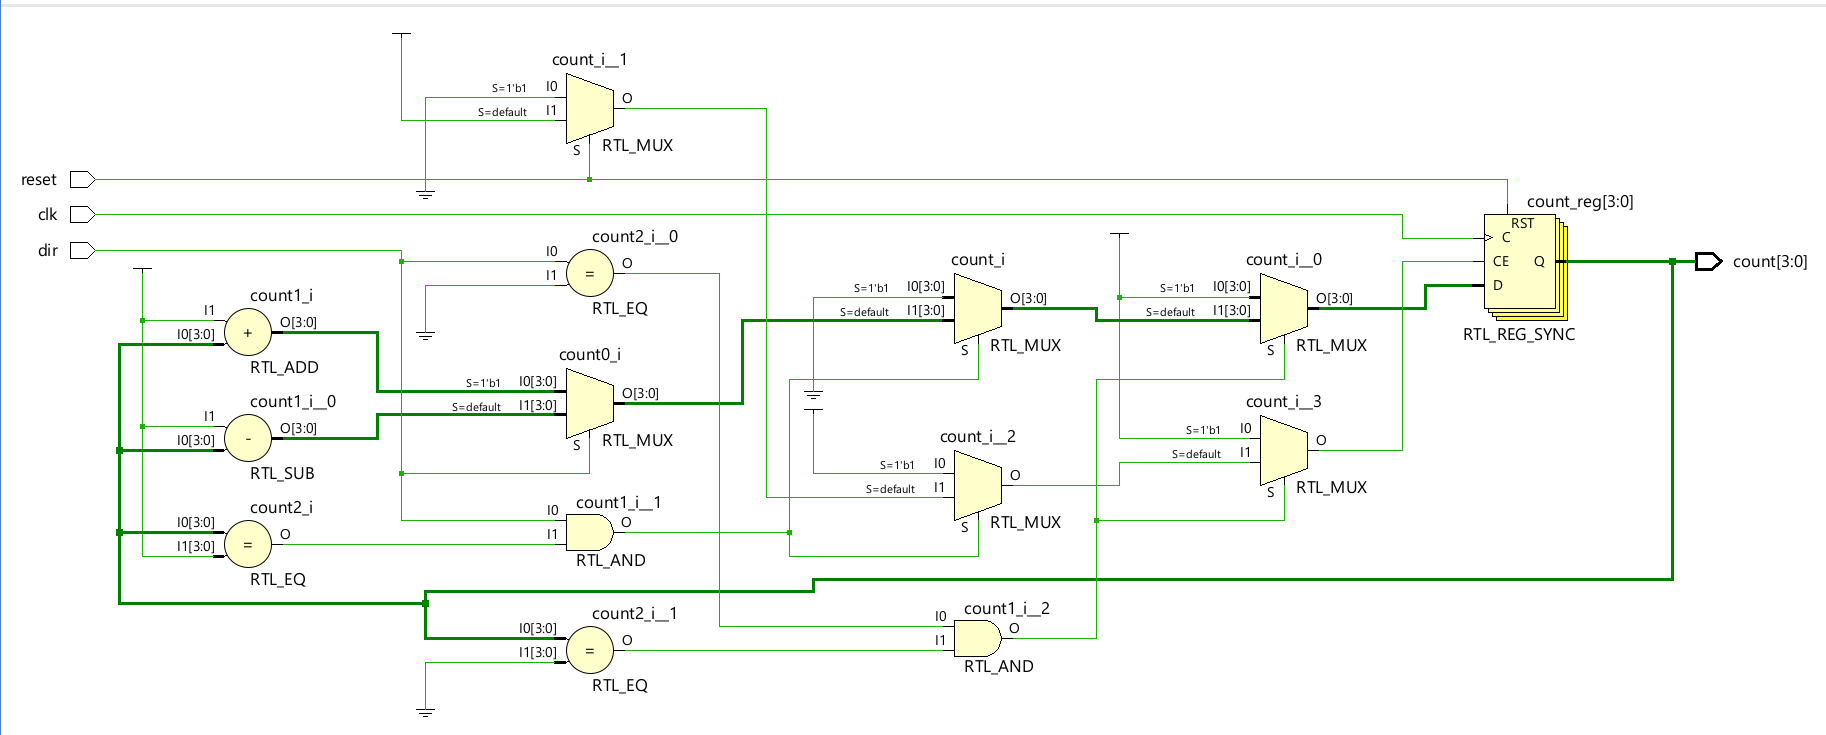 count_i__1
S=1'b1
I0
S=default
I1
O
S
RTL_MUX
reset
clk
dir
count_reg[3:0]
RST
C
CE
Q
D
RTL_REG_SYNC
count[3:0]
count2_i__0
I0
I1
O
=
RTL_EQ
count_i
S=1'b1
I0[3:0]
S=default
I1[3:0]
O[3:0]
S
RTL_MUX
count_i__0
S=1'b1
I0[3:0]
S=default
I1[3:0]
O[3:0]
S
RTL_MUX
count1_i
I1
I0[3:0]
+
O[3:0]
RTL_ADD
count0_i
S=1'b1
I0[3:0]
S=default
I1[3:0]
O[3:0]
S
RTL_MUX
count1_i__0
I1
I0[3:0]
-
O[3:0]
RTL_SUB
count_i__3
S=1'b1
I0
S=default
I1
O
S
RTL_MUX
count_i__2
S=1'b1
I0
S=default
I1
O
S
RTL_MUX
count2_i
I0[3:0]
I1[3:0]
=
O
RTL_EQ
count1_i__1
I0
I1
O
RTL_AND
count2_i__1
I0[3:0]
I1[3:0]
=
O
RTL_EQ
count1_i__2
I0
I1
O
RTL_AND